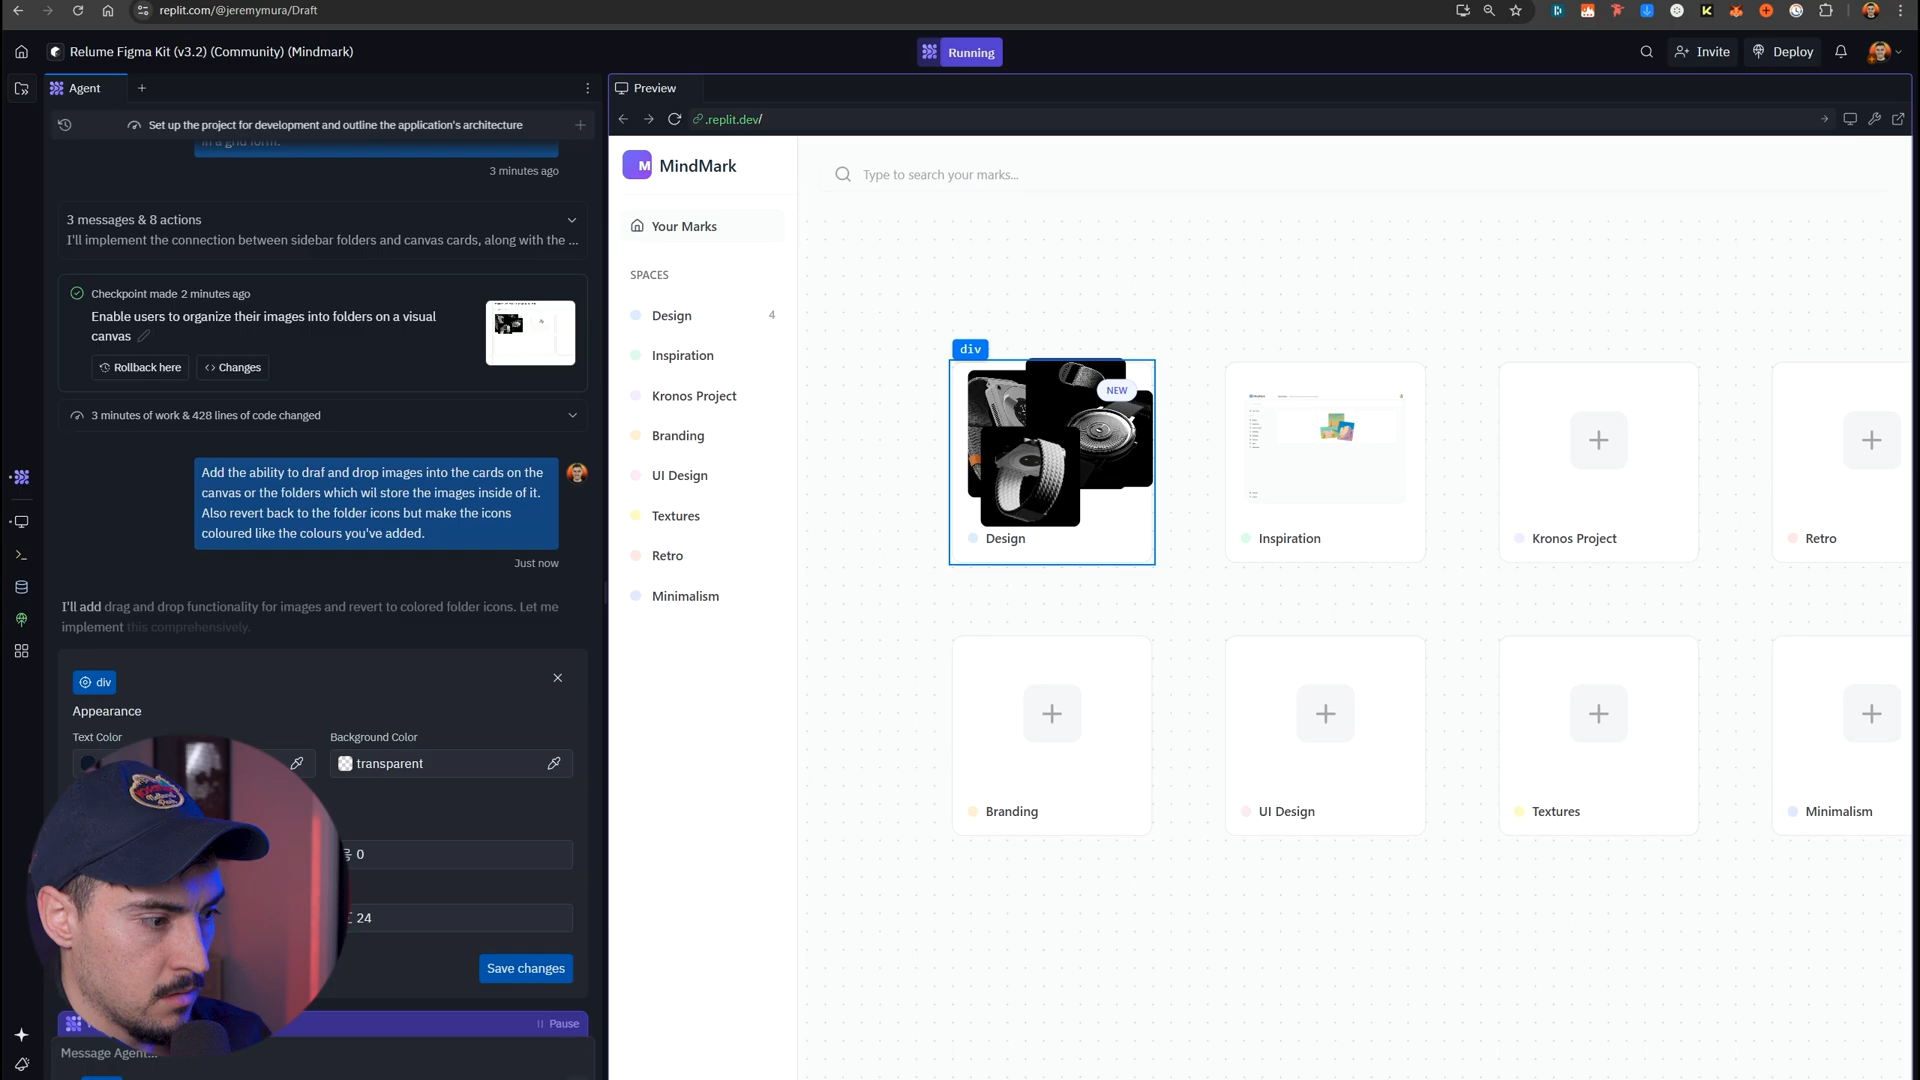 replit.com/@jeremymura/Draft
Relume Figma Kit (v3.2) (Community) (Mindmark)
Running
Invite
Deploy
Agent
Preview
Set up the project for development and outline the application's architecture
.replit.dev/
in a grid form.
3 minutes ago
3 messages & 8 actions
I'll implement the connection between sidebar folders and canvas cards, along with the ...
Checkpoint made 2 minutes ago
Enable users to organize their images into folders on a visual
canvas
Rollback here
Changes
3 minutes of work & 428 lines of code changed
Add the ability to draf and drop images into the cards on the
canvas or the folders which wil store the images inside of it.
Also revert back to the folder icons but make the icons
coloured like the colours you've added.
Just now
I'll add drag and drop functionality for images and revert to colored folder icons. Let me
implement this comprehensively.
div
Appearance
Text Color
Background Color
transparent
0
24
Save changes
Pause
Message Agent...
M
MindMark
Type to search your marks...
Your Marks
SPACES
Design
4
Inspiration
Kronos Project
Branding
UI Design
Textures
Retro
Minimalism
div
NEW
Design
Inspiration
Kronos Project
Retro
Branding
UI Design
Textures
Minimalism